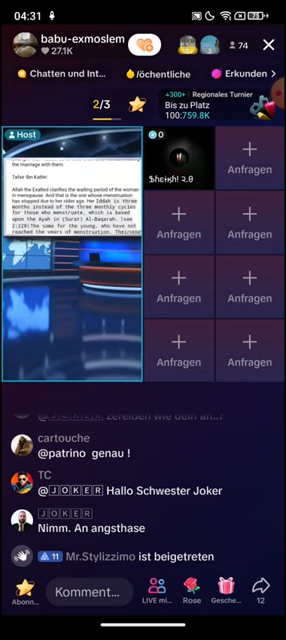 04:31
75
babu-exmoslem
27.1K
74
Chatten und Int...
/öchentliche
Erkunden
2/3
+300↑ Regionales Turnier
Bis zu Platz
100:759.8K
Host
the marriage with them.
Tafsir Ibn Kathir:
Allah the Exalted clarifies the waiting period of the woman
in menopause. And that is the one whose menstruation
has stopped due to her older age. Her Iddah is three
months instead of the three monthly cycles
for those who menstruate, which is based
upon the Ayah in (Surat) Al-Baqarah. [see
2:228]The same for the young, who have not
reached the years of menstruation. Their
0
Anfragen
Anfragen
Anfragen
Anfragen
Anfragen
Anfragen
Anfragen
zereißen wie dein an..?
cartouche
@patrino genau !
TC
@🄹🄾🄺🄴🅁 Hallo Schwester Joker
🄹🄾🄺🄴🅁
Nimm. An angsthase
11 Mr.Stylizzimo ist beigetreten
Abonn...
Komment...
LIVE mi...
Rose
Gesche...
12